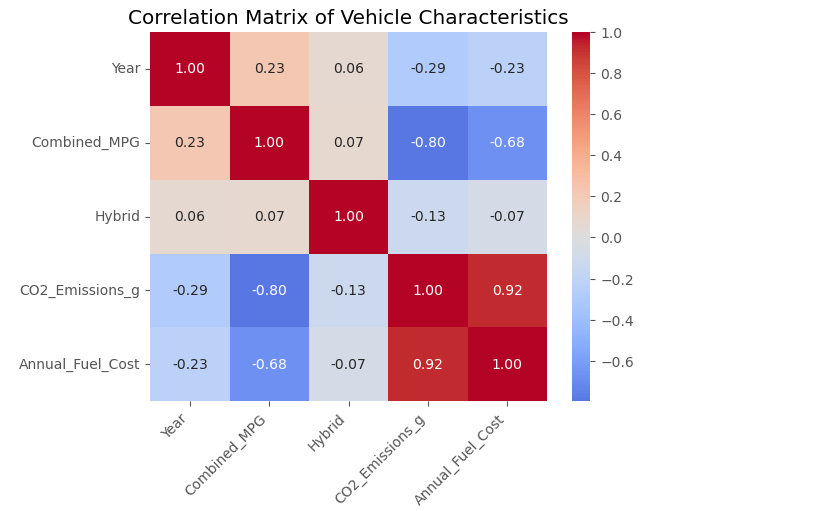 Correlation Matrix of Vehicle Characteristics
Year 1.00 0.23 0.06 -0.29 -0.23
Combined_MPG 0.23 1.00 0.07 -0.80 -0.68
Hybrid 0.06 0.07 1.00 -0.13 -0.07
CO2_Emissions_g -0.29 -0.80 -0.13 1.00 0.92
Annual_Fuel_Cost -0.23 -0.68 -0.07 0.92 1.00
Year
Combined_MPG
Hybrid
CO2_Emissions_g
Annual_Fuel_Cost
1.0
0.8
0.6
0.4
0.2
0.0
−0.2
−0.4
−0.6